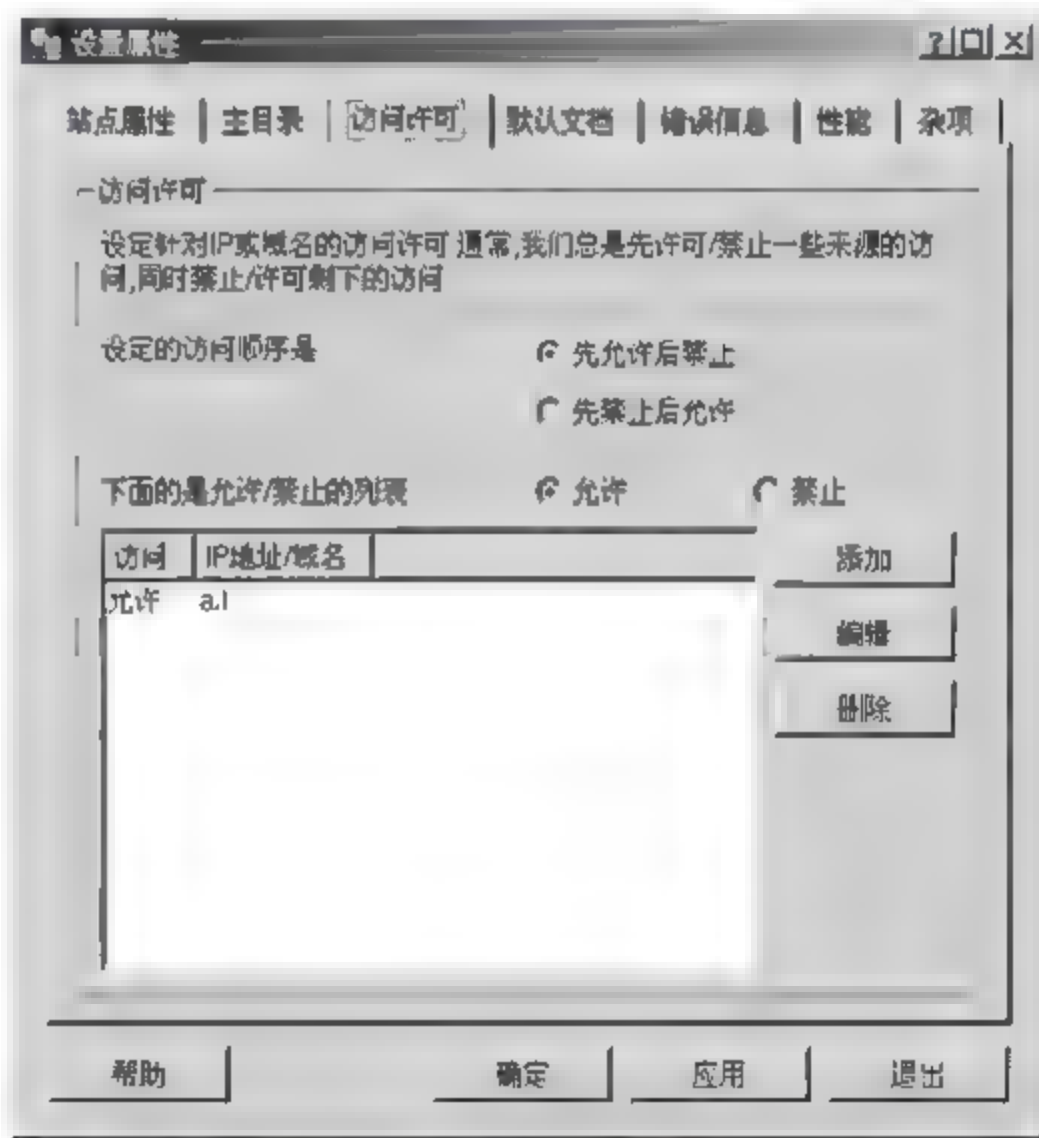 设置属性
站点属性 主目录 访问许可 默认文档 错误信息 性能 杂项
访问许可
设定针对IP或域名的访问许可 通常,我们总是先许可/禁止一些来源的访
问,同时禁止/许可剩下的访问
设定的访问顺序是 先允许后禁止
先禁止后允许
下面的是允许/禁止的列表 允许 禁止
访问 IP地址/域名 添加
允许
编辑
删除
帮助 确定 应用 退出